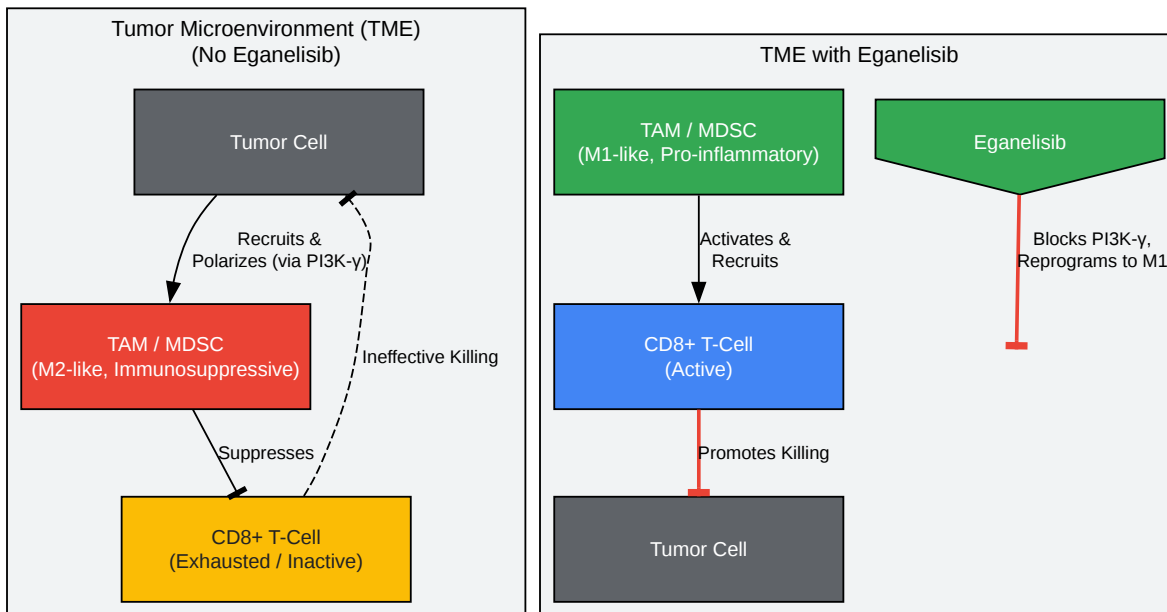 Tumor Microenvironment (TME)
(No Eganelisib)
Tumor Cell
Recruits &
Polarizes (via PI3K-γ)
TAM / MDSC
(M2-like, Immunosuppressive)
Ineffective Killing
Suppresses
CD8+ T-Cell
(Exhausted / Inactive)
TME with Eganelisib
TAM / MDSC
(M1-like, Pro-inflammatory)
Eganelisib
Activates &
Recruits
Blocks PI3K-γ,
Reprograms to M1
CD8+ T-Cell
(Active)
Promotes Killing
Tumor Cell